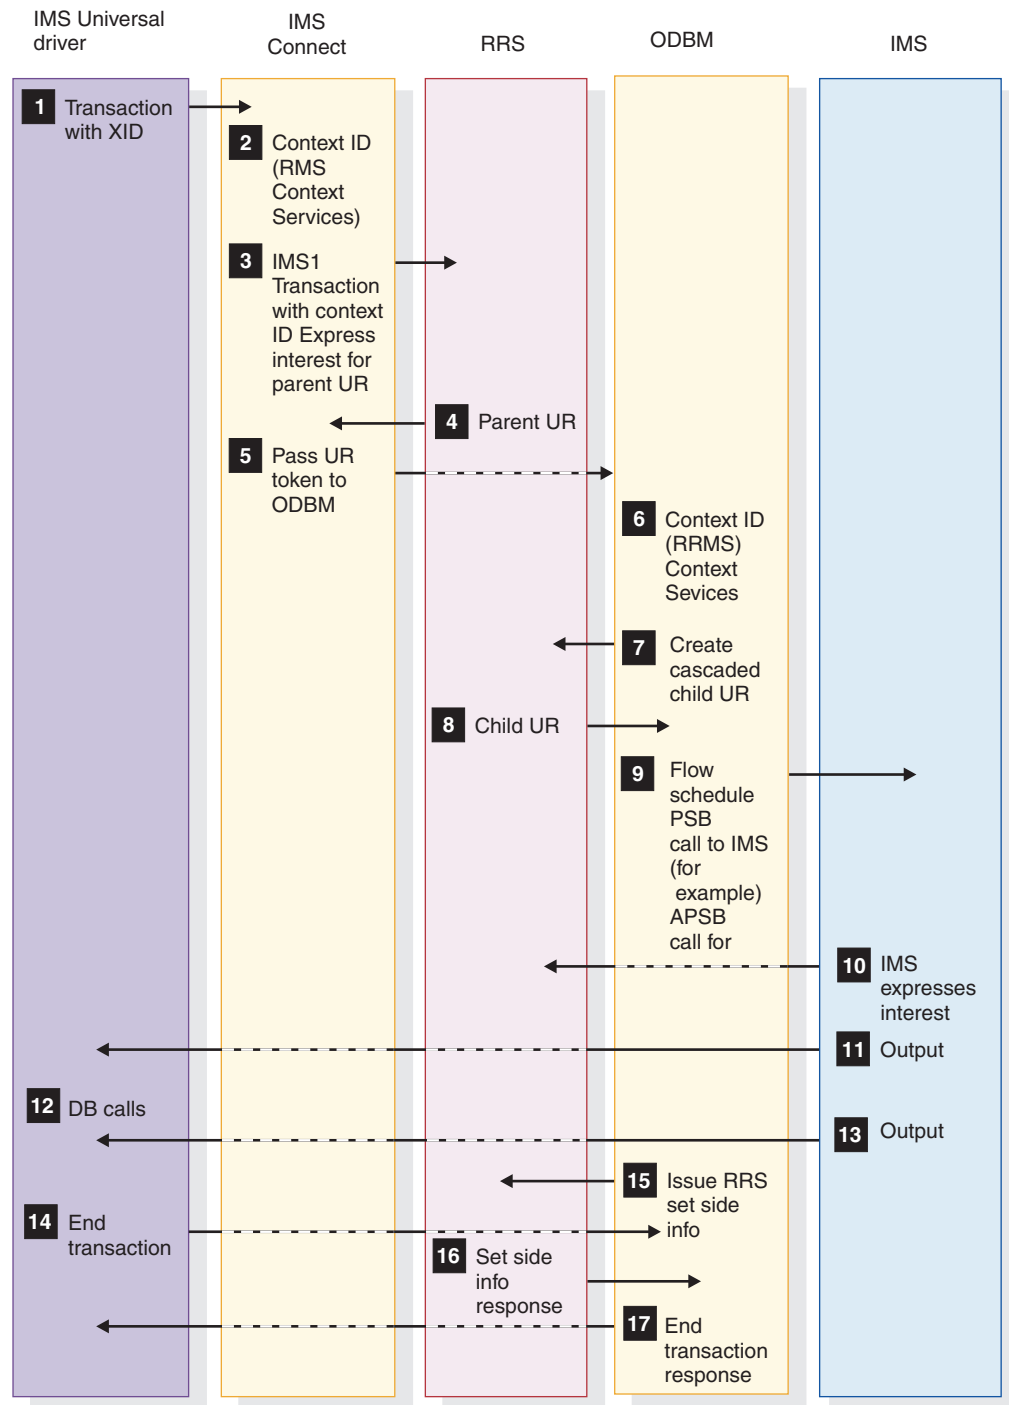 IMS Universal
driver
IMS
Connect
RRS
ODBM
IMS
1 Transaction
with XID
2 Context ID
(RMS
Context
Services)
3 IMS1
Transaction
with context
ID Express
interest for
parent UR
4 Parent UR
5 Pass UR
token to
ODBM
6 Context ID
(RRMS)
Context
Sevices
7 Create
cascaded
child UR
8 Child UR
9 Flow
schedule
PSB
call to IMS
(for
example)
APSB
call for
10 IMS
expresses
interest
11 Output
12 DB calls
13 Output
15 Issue RRS
set side
info
14 End
transaction
16 Set side
info
response
17 End
transaction
response